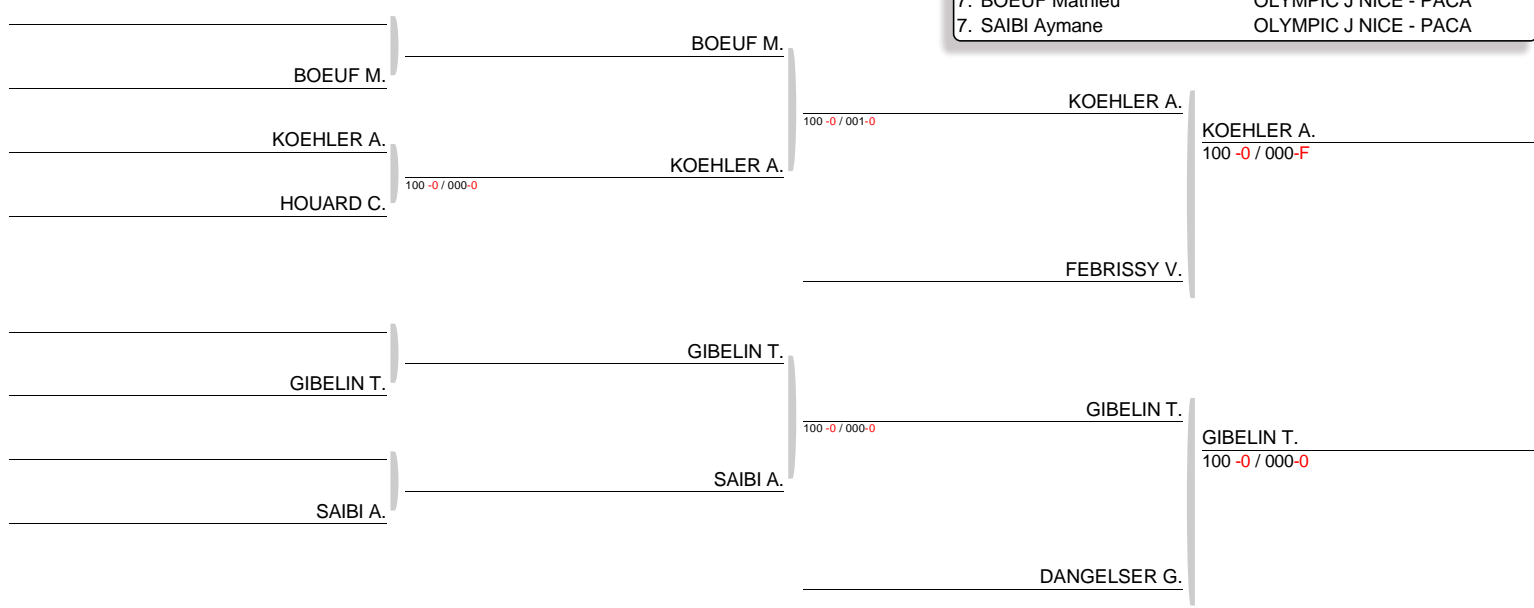 7. BOEUF Mathieu OLYMPIC J NICE - PACA
7. SAIBI Aymane OLYMPIC J NICE - PACA
BOEUF M.
BOEUF M.
KOEHLER A.
100 -0 / 001-0
KOEHLER A.
100 -0 / 000-F
KOEHLER A.
KOEHLER A.
100 -0 / 000-0
HOUARD C.
FEBRISSY V.
GIBELIN T.
GIBELIN T.
GIBELIN T.
100 -0 / 000-0
GIBELIN T.
100 -0 / 000-0
SAIBI A.
SAIBI A.
DANGELSER G.